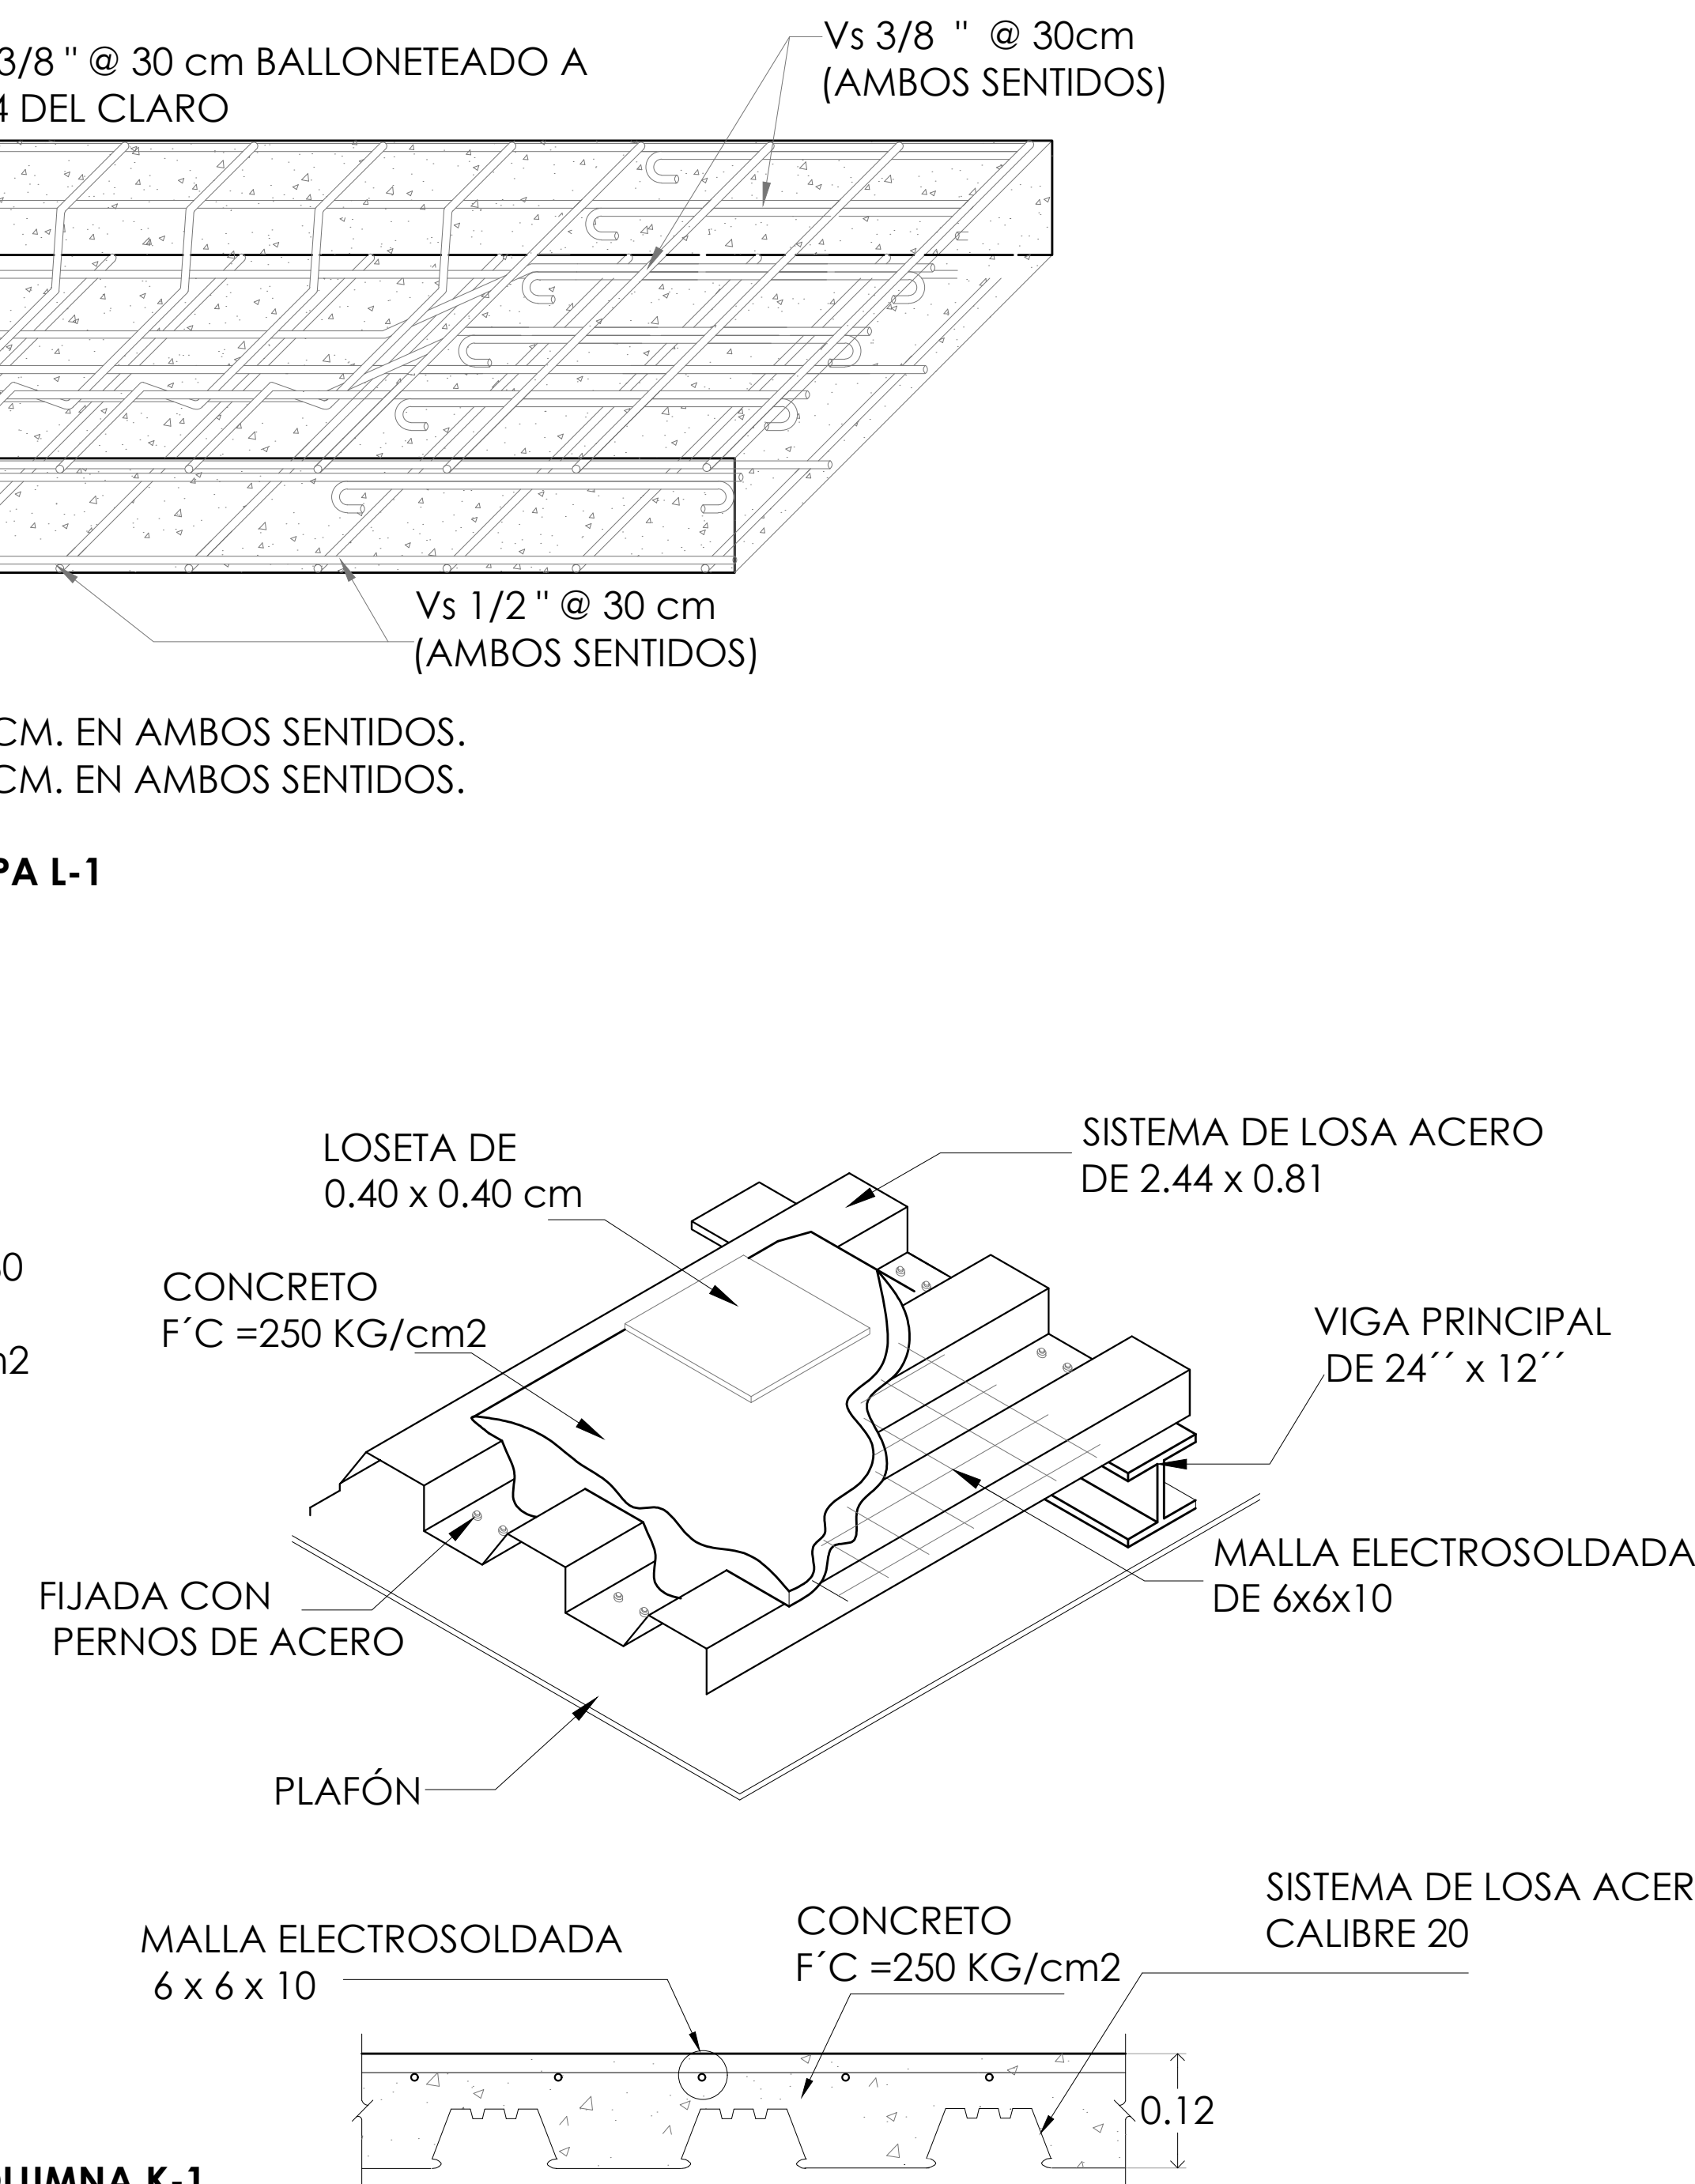 3/8 " @ 30 cm BALLONETEADO A
4 DEL CLARO
Vs 3/8 " @ 30cm
(AMBOS SENTIDOS)
Vs 1/2 " @ 30 cm
(AMBOS SENTIDOS)
CM. EN AMBOS SENTIDOS.
CM. EN AMBOS SENTIDOS.
PA L-1
LOSETA DE
0.40 x 0.40 cm
SISTEMA DE LOSA ACERO
DE 2.44 x 0.81
CONCRETO
F´C =250 KG/cm2
VIGA PRINCIPAL
DE 24´´ x 12´´
MALLA ELECTROSOLDADA
DE 6x6x10
FIJADA CON
PERNOS DE ACERO
PLAFÓN
MALLA ELECTROSOLDADA
6 x 6 x 10
CONCRETO
F´C =250 KG/cm2
SISTEMA DE LOSA ACER
CALIBRE 20
0.12
K-1